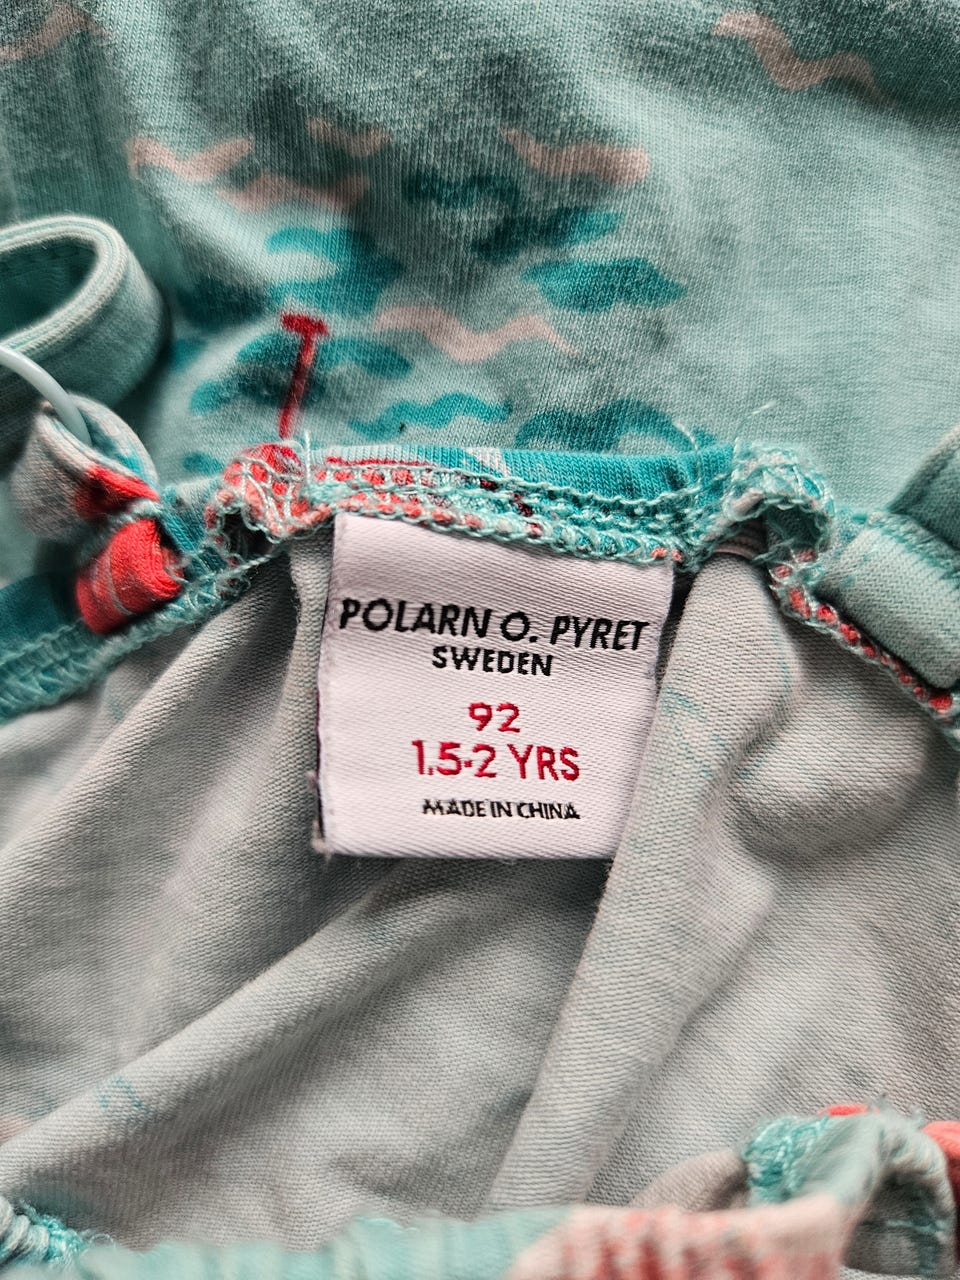 POLARN O. PYRET
SWEDEN
92
1.5-2 YRS
MADE IN CHINA